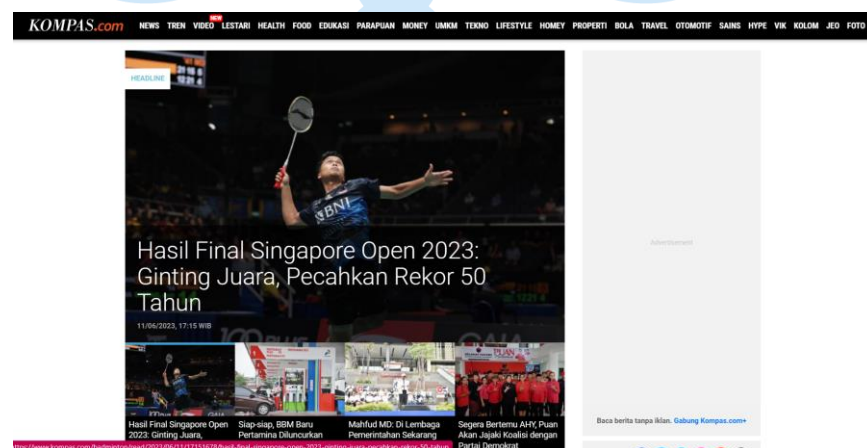 KOMPAS.com NEWS TREN VIDEO NEW LESTARI HEALTH FOOD EDUKASI PARAPUAN MONEY UMKM TEKNO LIFESTYLE HOMEY PROPERTI BOLA TRAVEL OTOMOTIF SAINS HYPE VIK KOLOM JEO FOTO
HEADLINE
BNI
Hasil Final Singapore Open 2023:
Ginting Juara, Pecahkan Rekor 50
Tahun
11/06/2023, 17:15 WIB
Advertisement
Baca berita tanpa iklan. Gabung Kompas.com+
Hasil Final Singapore Open
2023: Ginting Juara,
Siap-siap, BBM Baru
Pertamina Diluncurkan
Mahfud MD: Di Lembaga
Pemerintahan Sekarang
Segera Bertemu AHY, Puan
Akan Jajaki Koalisi dengan
Partai Demokrat